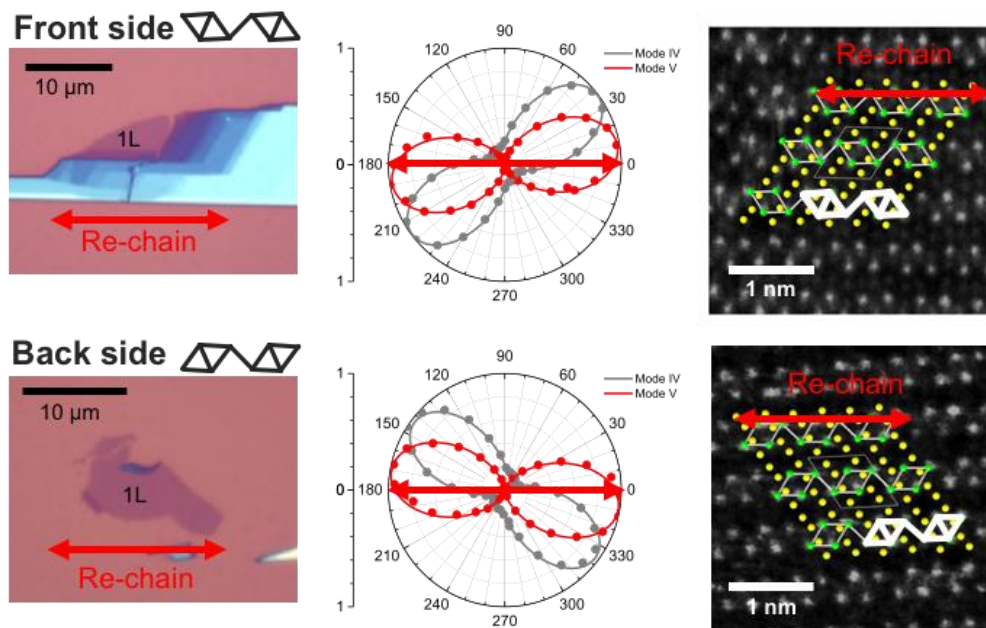 Front side
10 µm
1L
Re-chain
90
120
60
150
30
180
0
210
330
240
300
270
1
0
1
Mode IV
Mode V
Re-chain
1 nm
Back side
10 µm
1L
Re-chain
90
120
60
150
30
180
0
210
330
240
300
270
1
0
1
Mode IV
Mode V
Re-chain
1 nm